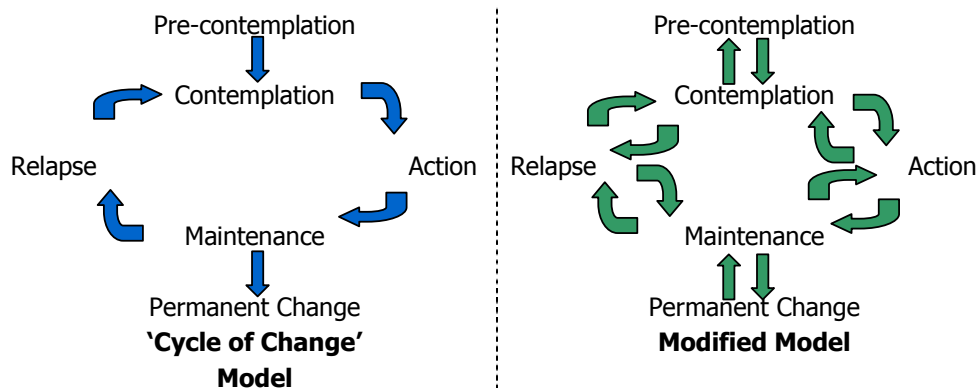 Pre-contemplation
Contemplation
Relapse
Action
Maintenance
Permanent Change
‘Cycle of Change’
Model
Pre-contemplation
Contemplation
Relapse
Action
Maintenance
Permanent Change
Modified Model